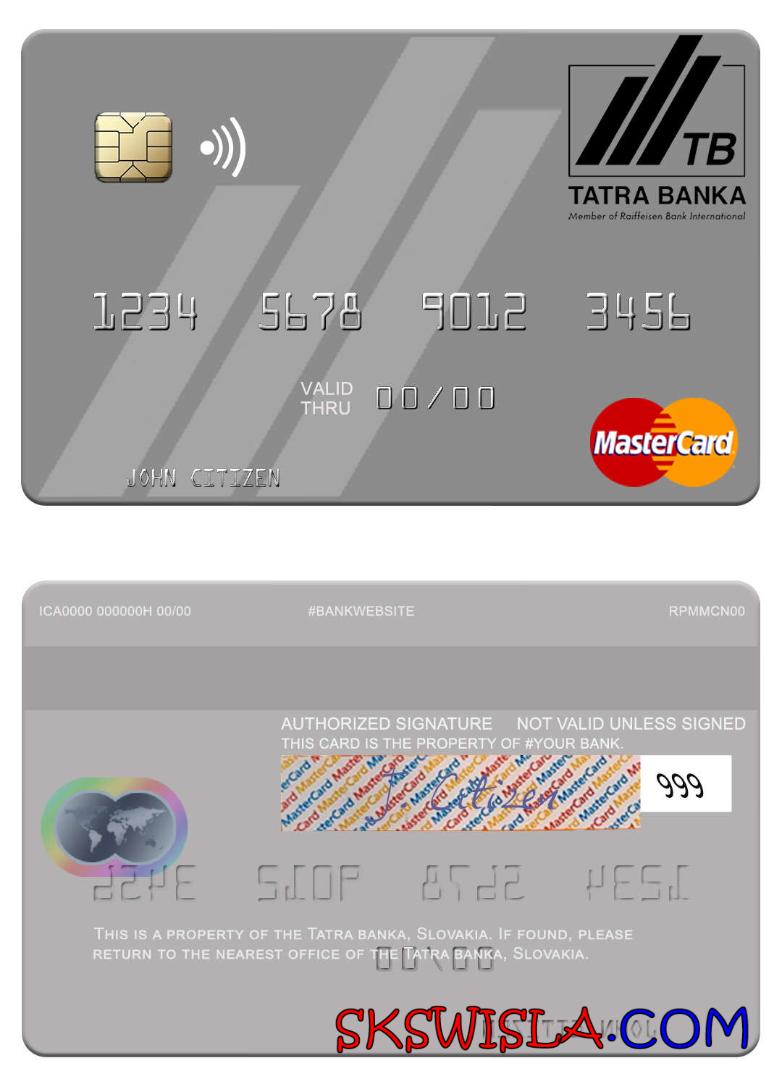 TB
TATRA BANKA
Member of Raiffeisen Bank International
1234 5678 9012 3456
VALID THRU 00/00
MasterCard
JOHN CITIZEN
ICA0000 000000H 00/00 #BANKWEBSITE RPMMCN00
AUTHORIZED SIGNATURE NOT VALID UNLESS SIGNED
THIS CARD IS THE PROPERTY OF #YOUR BANK.
J. Citizen 999
THIS IS A PROPERTY OF THE TATRA BANKA, SLOVAKIA. IF FOUND, PLEASE
RETURN TO THE NEAREST OFFICE OF THE TATRA BANKA, SLOVAKIA.
SKSWISLA.COM